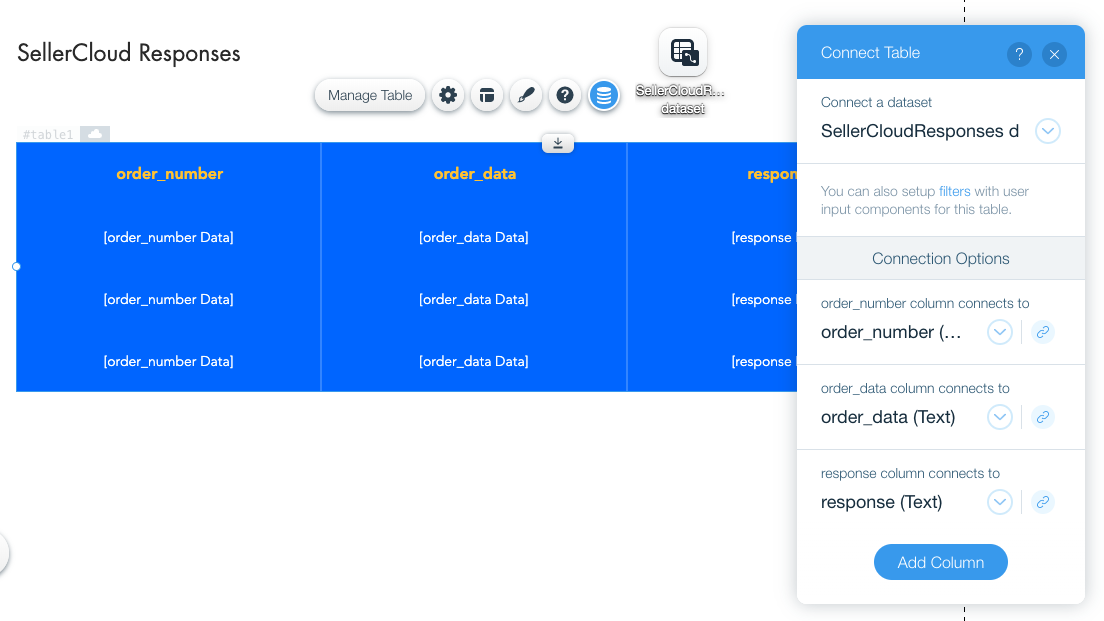 SellerCloud Responses
Manage Table
?
SellerCloudR...
dataset
#table1
order_number
order_data
respon
[order_number Data]
[order_data Data]
[response
[order_number Data]
[order_data Data]
[response
[order_number Data]
[order_data Data]
[response
Connect Table
?
Connect a dataset
SellerCloudResponses d
You can also setup filters with user
input components for this table.
Connection Options
order_number column connects to
order_number (...
order_data column connects to
order_data (Text)
response column connects to
response (Text)
Add Column